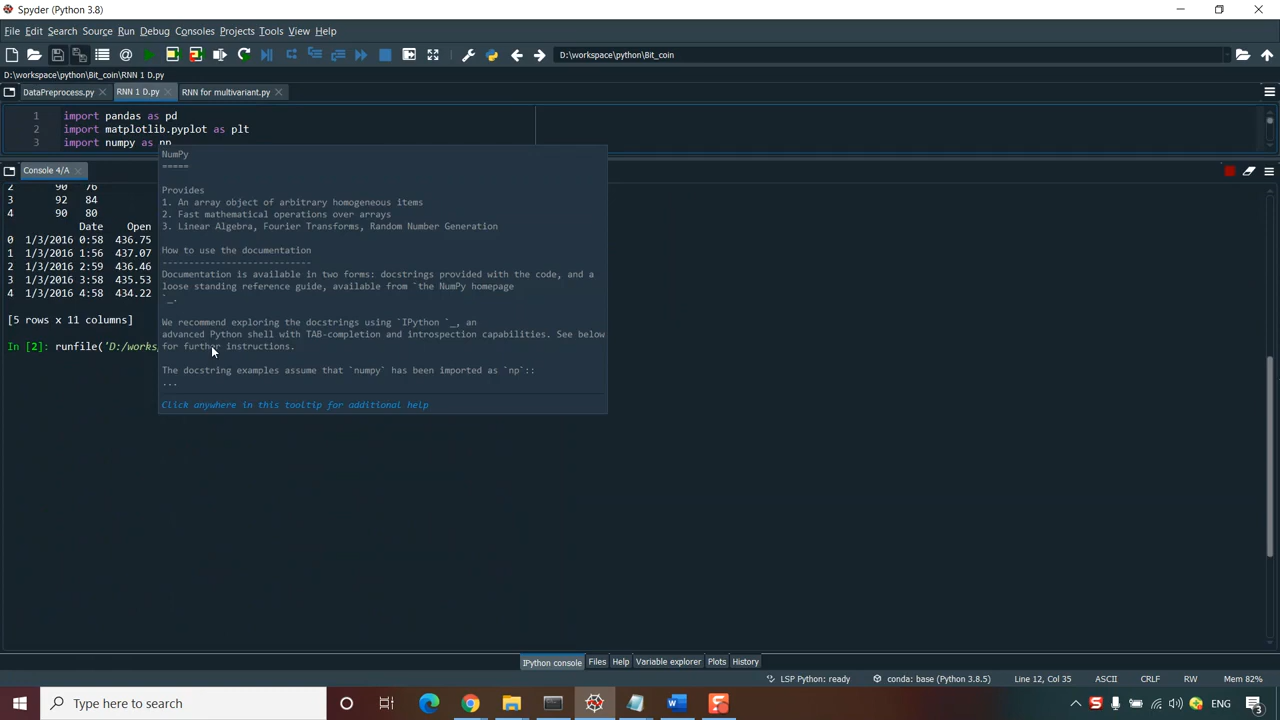 Spyder (Python 3.8)
File Edit Search Source Run Debug Consoles Projects Tools View Help
D:\workspace\python\Bit_coin
D:\workspace\python\Bit_coin\RNN 1 D.py
DataPreprocess.py RNN 1 D.py RNN for multivariant.py
1 import pandas as pd
2 import matplotlib.pyplot as plt
3 import numpy as np
Console 4/A
2 90 76
3 92 84
4 90 80
Date Open
0 1/3/2016 0:58 436.75
1 1/3/2016 1:56 437.07
2 1/3/2016 2:59 436.46
3 1/3/2016 3:58 435.53
4 1/3/2016 4:58 434.22
[5 rows x 11 columns]
In [2]: runfile('D:/works
NumPy
=====
Provides
1. An array object of arbitrary homogeneous items
2. Fast mathematical operations over arrays
3. Linear Algebra, Fourier Transforms, Random Number Generation
How to use the documentation
----------------------------
Documentation is available in two forms: docstrings provided with the code, and a
loose standing reference guide, available from `the NumPy homepage
`_.
We recommend exploring the docstrings using `IPython `_, an
advanced Python shell with TAB-completion and introspection capabilities. See below
for further instructions.
The docstring examples assume that `numpy` has been imported as `np`::
...
Click anywhere in this tooltip for additional help
IPython console Files Help Variable explorer Plots History
LSP Python: ready conda: base (Python 3.8.5) Line 12, Col 35 ASCII CRLF RW Mem 82%
Type here to search
ENG
3